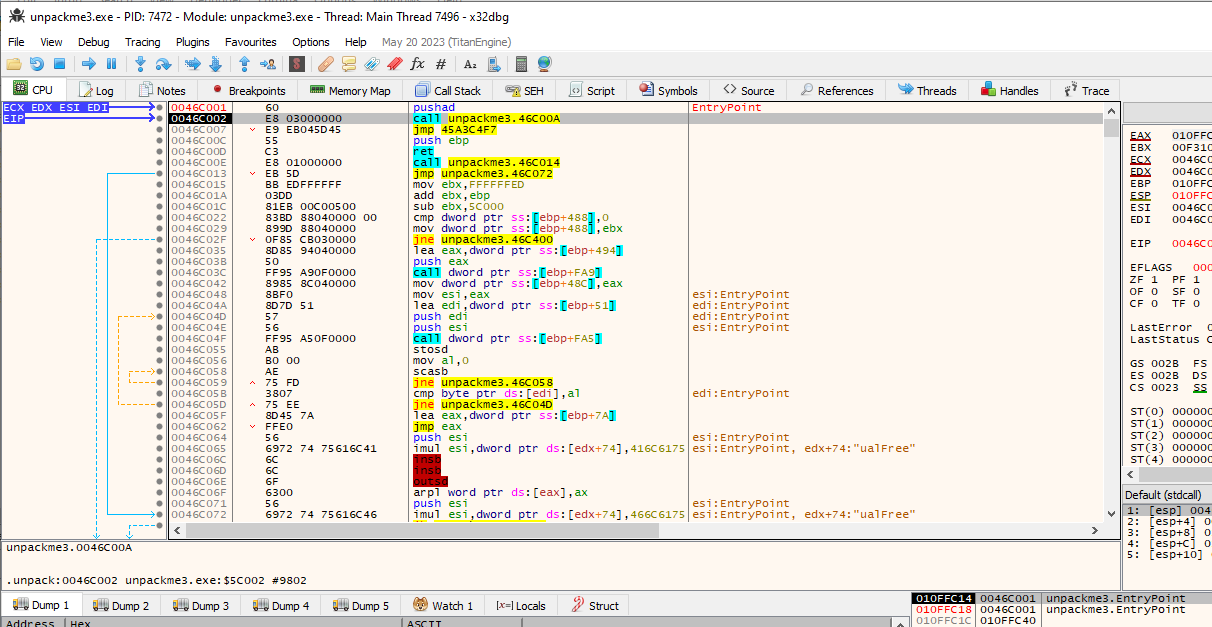 unpackme3.exe - PID: 7472 - Module: unpackme3.exe - Thread: Main Thread 7496 - x32dbg
File View Debug Tracing Plugins Favourites Options Help May 20 2023 (TitanEngine)
CPU Log Notes Breakpoints Memory Map Call Stack SEH Script Symbols Source References Threads Handles Trace
ECX EDX ESI EDI 0046C001 60 pushad EntryPoint
EIP 0046C002 E8 03000000 call unpackme3.46C00A
0046C007 E9 EB045D45 jmp 45A3C4F7
0046C00C 55 push ebp
0046C00D C3 ret
0046C00E E8 01000000 call unpackme3.46C014
0046C013 EB 5D jmp unpackme3.46C072
0046C015 BB EDFFFFFF mov ebx,FFFFFFED
0046C01A 03DD add ebx,ebp
0046C01C 81EB 00C00500 sub ebx,5C000
0046C022 83BD 88040000 00 cmp dword ptr ss:[ebp+488],0
0046C029 899D 88040000 mov dword ptr ss:[ebp+488],ebx
0046C02F 0F85 CB030000 jne unpackme3.46C400
0046C035 8D85 94040000 lea eax,dword ptr ss:[ebp+494]
0046C03B 50 push eax
0046C03C FF95 A90F0000 call dword ptr ss:[ebp+FA9]
0046C042 8985 8C040000 mov dword ptr ss:[ebp+48C],eax
0046C048 8BF0 mov esi,eax esi:EntryPoint
0046C04A 8D7D 51 lea edi,dword ptr ss:[ebp+51] edi:EntryPoint
0046C04D 57 push edi edi:EntryPoint
0046C04E 56 push esi esi:EntryPoint
0046C04F FF95 A50F0000 call dword ptr ss:[ebp+FA5]
0046C055 AB stosd
0046C056 B0 00 mov al,0
0046C058 AE scasb
0046C059 75 FD jne unpackme3.46C058
0046C05B 3807 cmp byte ptr ds:[edi],al edi:EntryPoint
0046C05D 75 EE jne unpackme3.46C04D
0046C05F 8D45 7A lea eax,dword ptr ss:[ebp+7A]
0046C062 FFE0 jmp eax
0046C064 56 push esi esi:EntryPoint
0046C065 6972 74 75616C41 imul esi,dword ptr ds:[edx+74],416C6175 esi:EntryPoint, edx+74:"ualFree"
0046C06C 6C insb
0046C06D 6C insb
0046C06E 6F outsd
0046C06F 6300 arpl word ptr ds:[eax],ax
0046C071 56 push esi esi:EntryPoint
0046C072 6972 74 75616C46 imul esi,dword ptr ds:[edx+74],466C6175 esi:EntryPoint, edx+74:"ualFree"
EAX 010FFC
EBX 00F310
ECX 0046C0
EDX 0046C0
EBP 010FFC
ESP 010FFC
ESI 0046C0
EDI 0046C0
EIP 0046C0
EFLAGS 000
ZF 1 PF 1
OF 0 SF 0
CF 0 TF 0
LastError 0
LastStatus C
GS 002B FS
ES 002B DS
CS 0023 SS
ST(0) 000000
ST(1) 000000
ST(2) 000000
ST(3) 000000
ST(4) 000000
Default (stdcall)
1: [esp] 004
2: [esp+4] 0
3: [esp+8] 0
4: [esp+C] 0
5: [esp+10]
unpackme3.0046C00A
.unpack:0046C002 unpackme3.exe:$5C002 #9802
Dump 1 Dump 2 Dump 3 Dump 4 Dump 5 Watch 1 [x=] Locals Struct
Address Hex ASCII
010FFC14 0046C001 unpackme3.EntryPoint
010FFC18 0046C001 unpackme3.EntryPoint
010FFC1C 010FFC40